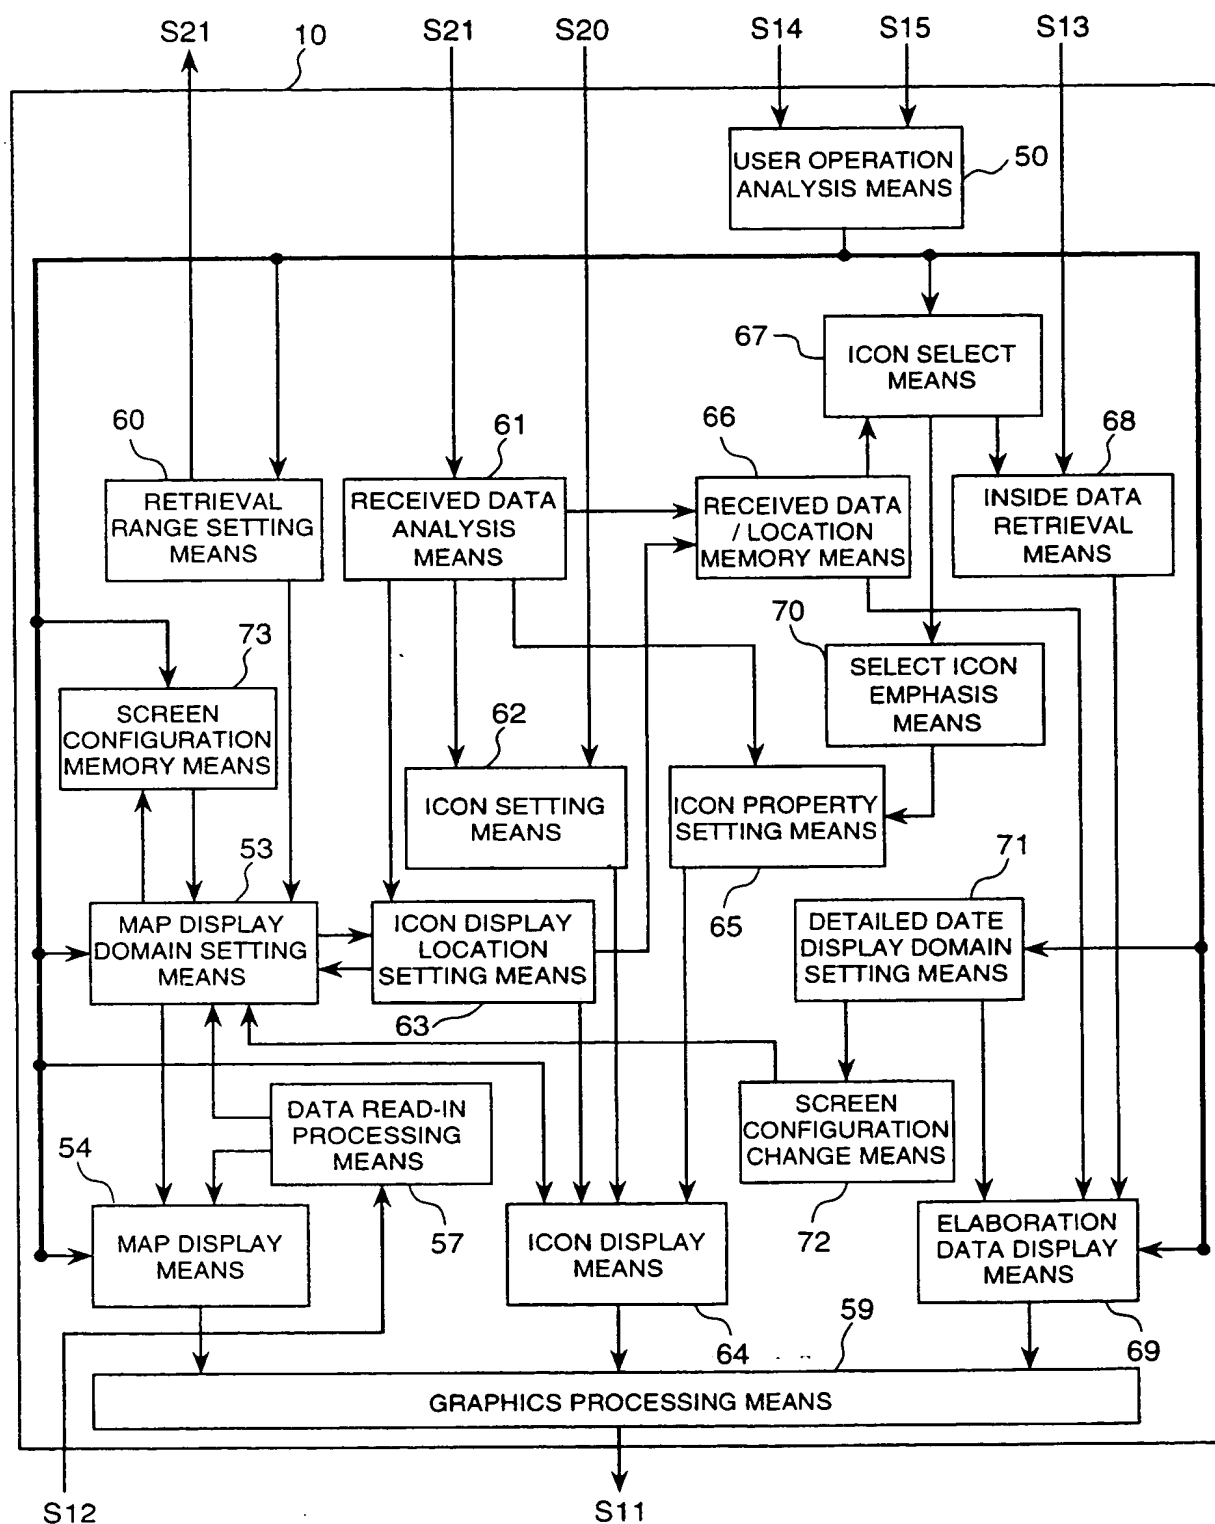 S21
10
S21
S20
S14
S15
S13
USER OPERATION
ANALYSIS MEANS
50
67
ICON SELECT
MEANS
60
61
66
68
RETRIEVAL
RANGE SETTING
MEANS
RECEIVED DATA
ANALYSIS
MEANS
RECEIVED DATA
/ LOCATION
MEMORY MEANS
INSIDE DATA
RETRIEVAL
MEANS
73
70
SCREEN
CONFIGURATION
MEMORY MEANS
62
SELECT ICON
EMPHASIS
MEANS
ICON SETTING
MEANS
ICON PROPERTY
SETTING MEANS
53
65
71
MAP DISPLAY
DOMAIN SETTING
MEANS
ICON DISPLAY
LOCATION
SETTING MEANS
DETAILED DATE
DISPLAY DOMAIN
SETTING MEANS
63
DATA READ-IN
PROCESSING
MEANS
SCREEN
CONFIGURATION
CHANGE MEANS
54
57
72
MAP DISPLAY
MEANS
ICON DISPLAY
MEANS
ELABORATION
DATA DISPLAY
MEANS
64
59
69
GRAPHICS PROCESSING MEANS
S12
S11